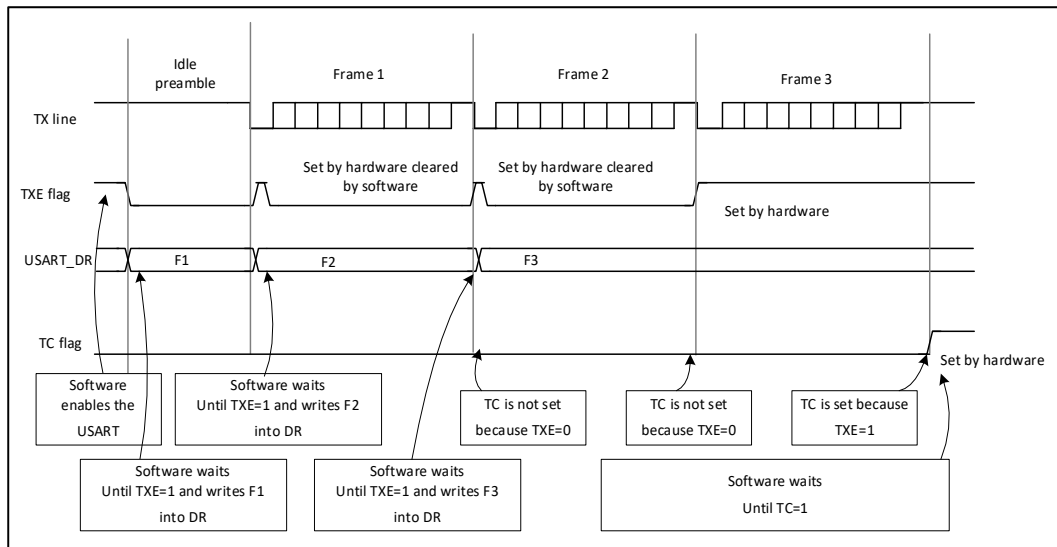 Idle
preamble
Frame 1
Frame 2
Frame 3
TX line
Set by hardware cleared
by software
Set by hardware cleared
by software
TXE flag
Set by hardware
USART_DR
F1
F2
F3
TC flag
Set by hardware
Software
enables the
USART
Software waits
Until TXE=1 and writes F2
into DR
TC is not set
because TXE=0
TC is not set
because TXE=0
TC is set because
TXE=1
Software waits
Until TXE=1 and writes F1
into DR
Software waits
Until TXE=1 and writes F3
into DR
Software waits
Until TC=1